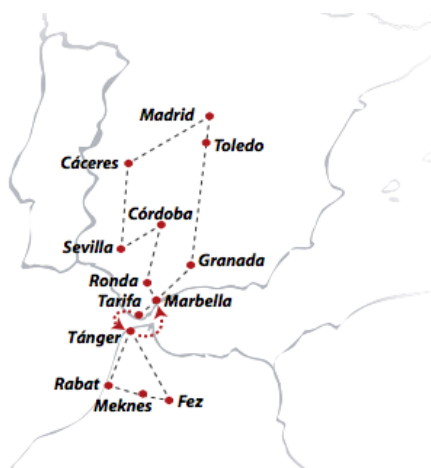 Madrid
Toledo
Cáceres
Córdoba
Sevilla
Granada
Ronda
Tarifa
Marbella
Tánger
Rabat
Meknes
Fez